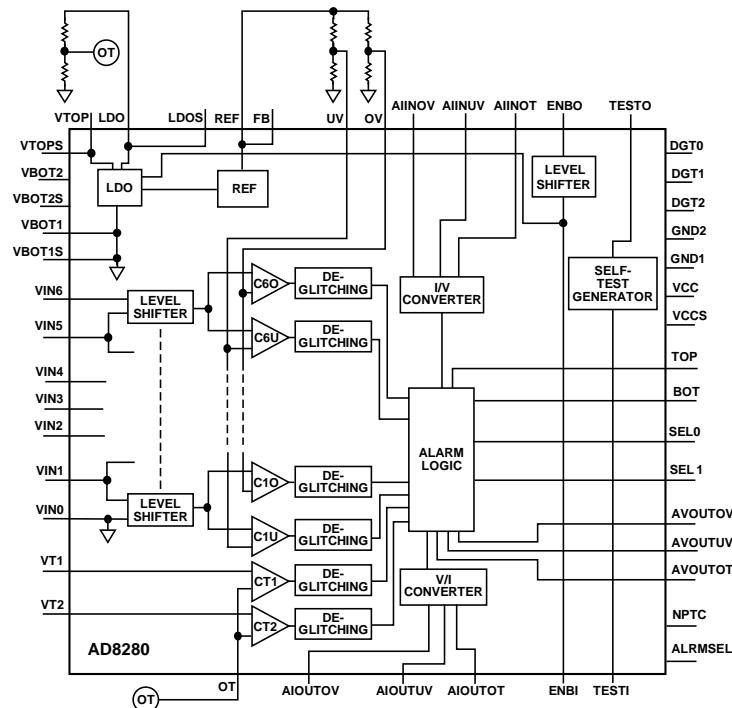 OT
VTOP LDO LDOS REF FB UV OV AIINOV AIINUV AIINOT ENBO TESTO
VTOPS
VBOT2
VBOT2S
VBOT1
VBOT1S
VIN6
VIN5
VIN4
VIN3
VIN2
VIN1
VIN0
VT1
VT2
LDO
REF
LEVEL
SHIFTER
LEVEL
SHIFTER
C6O
DE-
GLITCHING
C6U
DE-
GLITCHING
C1O
DE-
GLITCHING
C1U
DE-
GLITCHING
CT1
DE-
GLITCHING
CT2
DE-
GLITCHING
I/V
CONVERTER
LEVEL
SHIFTER
SELF-
TEST
GENERATOR
ALARM
LOGIC
V/I
CONVERTER
DGT0
DGT1
DGT2
GND2
GND1
VCC
VCCS
TOP
BOT
SEL0
SEL1
AVOUTOV
AVOUTUV
AVOUTOT
NPTC
ALRMSEL
AD8280
OT
OT AIOUTOV AIOUTUV AIOUTOT ENBI TESTI